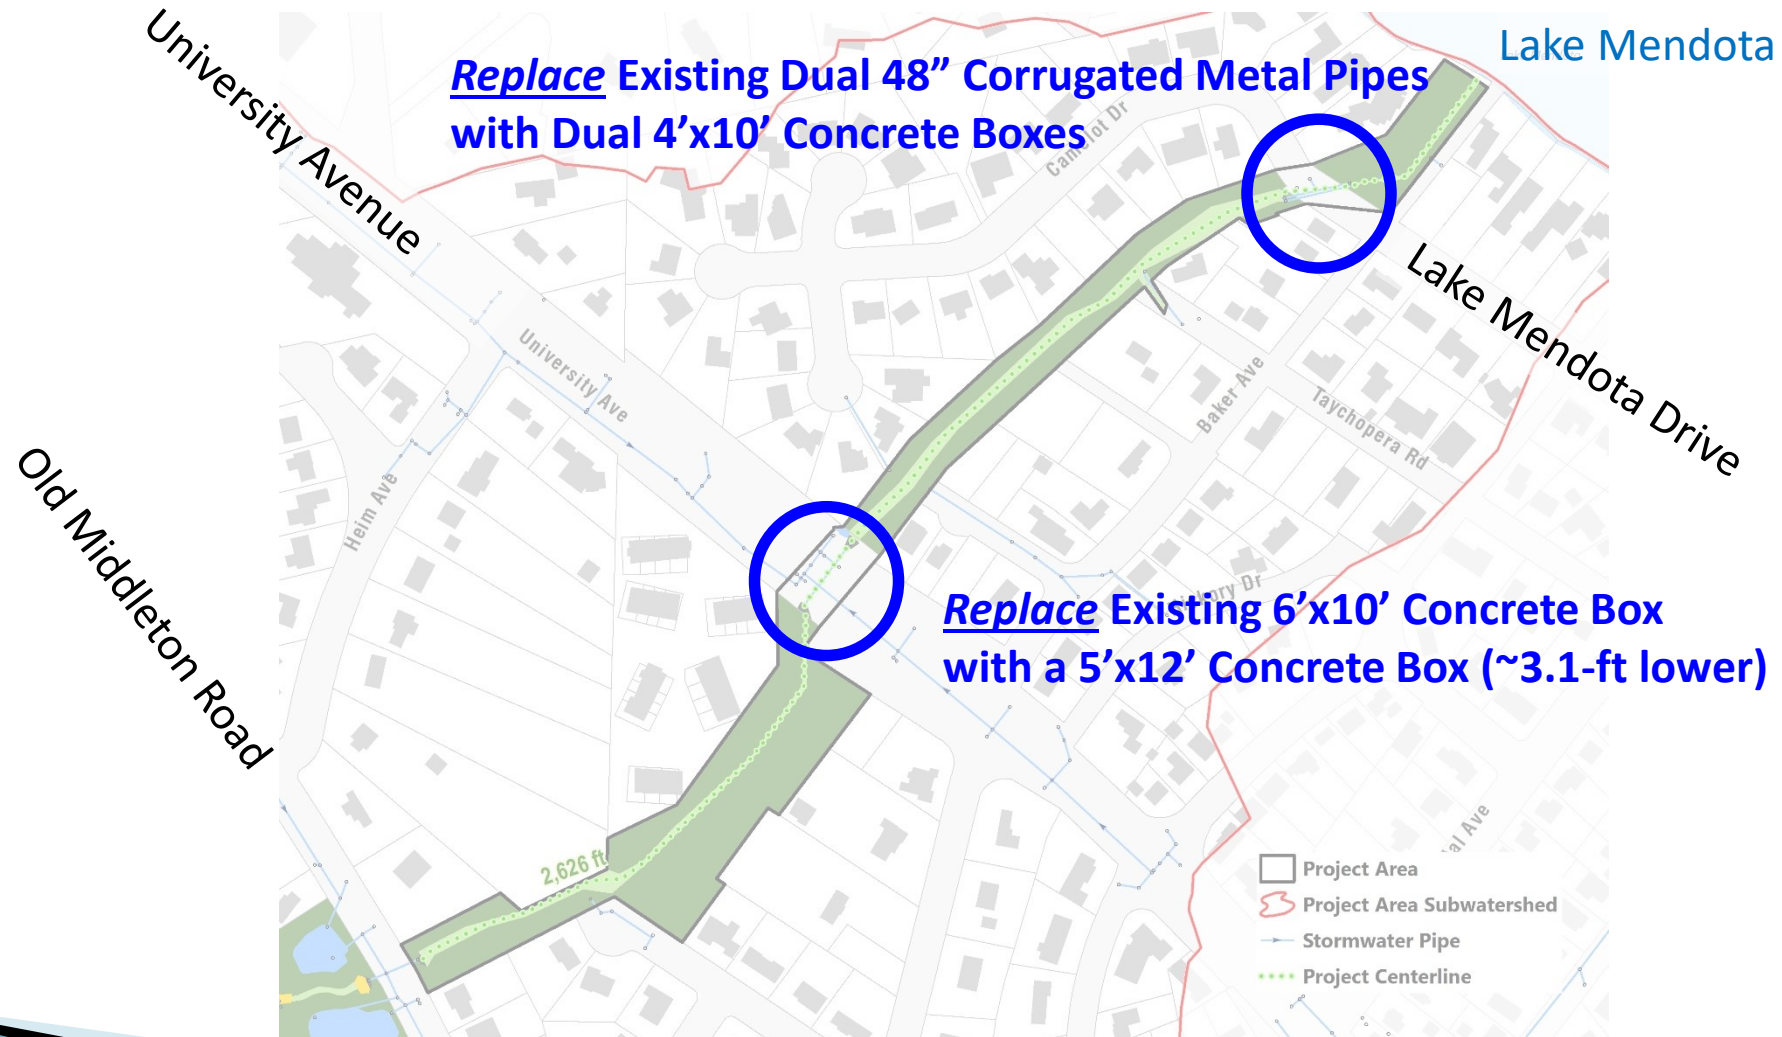 Lake Mendota
University Avenue
Replace Existing Dual 48” Corrugated Metal Pipes
with Dual 4’x10’ Concrete Boxes
Camelot Dr
Lake Mendota Drive
University Ave
Baker Ave
Taychopera Rd
Heim Ave
Old Middleton Road
Replace Existing 6’x10’ Concrete Box
with a 5’x12’ Concrete Box (~3.1-ft lower)
2,626 ft
Project Area
Project Area Subwatershed
Stormwater Pipe
Project Centerline